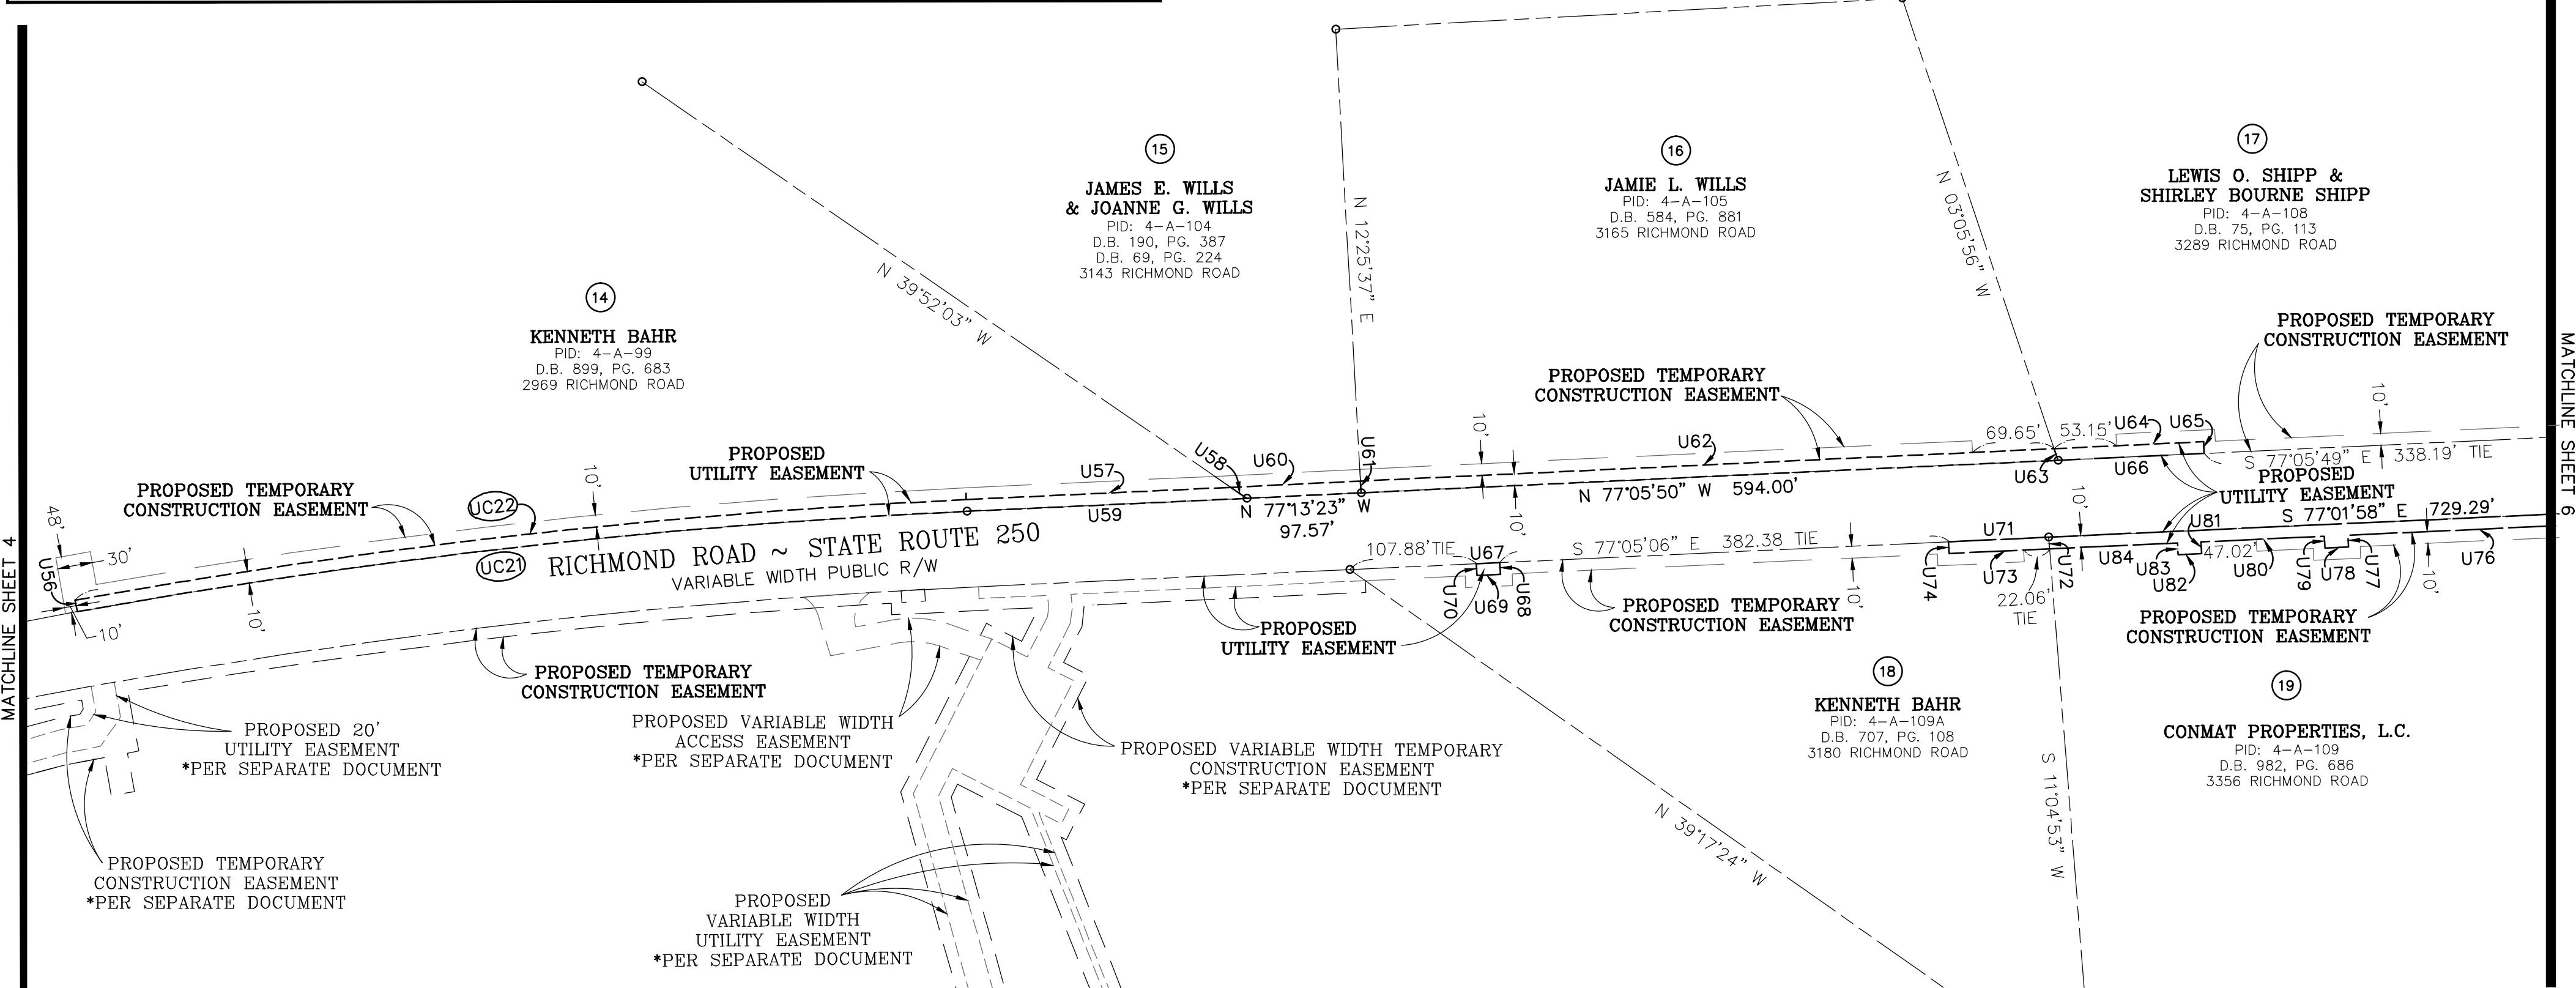 MATCHLINE SHEET 4
MATCHLINE SHEET 6
14
KENNETH BAHR
PID: 4-A-99
D.B. 899, PG. 683
2969 RICHMOND ROAD
15
JAMES E. WILLS
& JOANNE G. WILLS
PID: 4-A-104
D.B. 190, PG. 387
D.B. 69, PG. 224
3143 RICHMOND ROAD
16
JAMIE L. WILLS
PID: 4-A-105
D.B. 584, PG. 881
3165 RICHMOND ROAD
17
LEWIS O. SHIPP &
SHIRLEY BOURNE SHIPP
PID: 4-A-108
D.B. 75, PG. 113
3289 RICHMOND ROAD
N 39°52'03" W
N 12°25'37" E
N 03°05'56" W
PROPOSED TEMPORARY
CONSTRUCTION EASEMENT
PROPOSED TEMPORARY
CONSTRUCTION EASEMENT
PROPOSED
UTILITY EASEMENT
PROPOSED TEMPORARY
CONSTRUCTION EASEMENT
48'
30'
U56
10'
10'
10'
UC22
UC21
U57
U58
U59
U60
U61
N 77°13'23" W
97.57'
10'
10'
U62
N 77°05'50" W 594.00'
69.65'
53.15'
U63
U64
U65
U66
S 77°05'49" E 338.19' TIE
10'
PROPOSED
UTILITY EASEMENT
S 77°01'58" E 729.29'
RICHMOND ROAD ~ STATE ROUTE 250
VARIABLE WIDTH PUBLIC R/W
107.88'TIE
U67
U68
U69
U70
S 77°05'06" E 382.38 TIE
10'
U71
U72
U73
U74
22.06'
TIE
10'
U84
U83
U82
U81
47.02'
U80
U79
U78
U77
U76
10'
PROPOSED
UTILITY EASEMENT
PROPOSED TEMPORARY
CONSTRUCTION EASEMENT
PROPOSED TEMPORARY
CONSTRUCTION EASEMENT
PROPOSED TEMPORARY
CONSTRUCTION EASEMENT
PROPOSED 20'
UTILITY EASEMENT
*PER SEPARATE DOCUMENT
PROPOSED VARIABLE WIDTH
ACCESS EASEMENT
*PER SEPARATE DOCUMENT
PROPOSED VARIABLE WIDTH TEMPORARY
CONSTRUCTION EASEMENT
*PER SEPARATE DOCUMENT
18
KENNETH BAHR
PID: 4-A-109A
D.B. 707, PG. 108
3180 RICHMOND ROAD
19
CONMAT PROPERTIES, L.C.
PID: 4-A-109
D.B. 982, PG. 686
3356 RICHMOND ROAD
N 39°17'24" W
S 11°04'53" W
PROPOSED TEMPORARY
CONSTRUCTION EASEMENT
*PER SEPARATE DOCUMENT
PROPOSED
VARIABLE WIDTH
UTILITY EASEMENT
*PER SEPARATE DOCUMENT